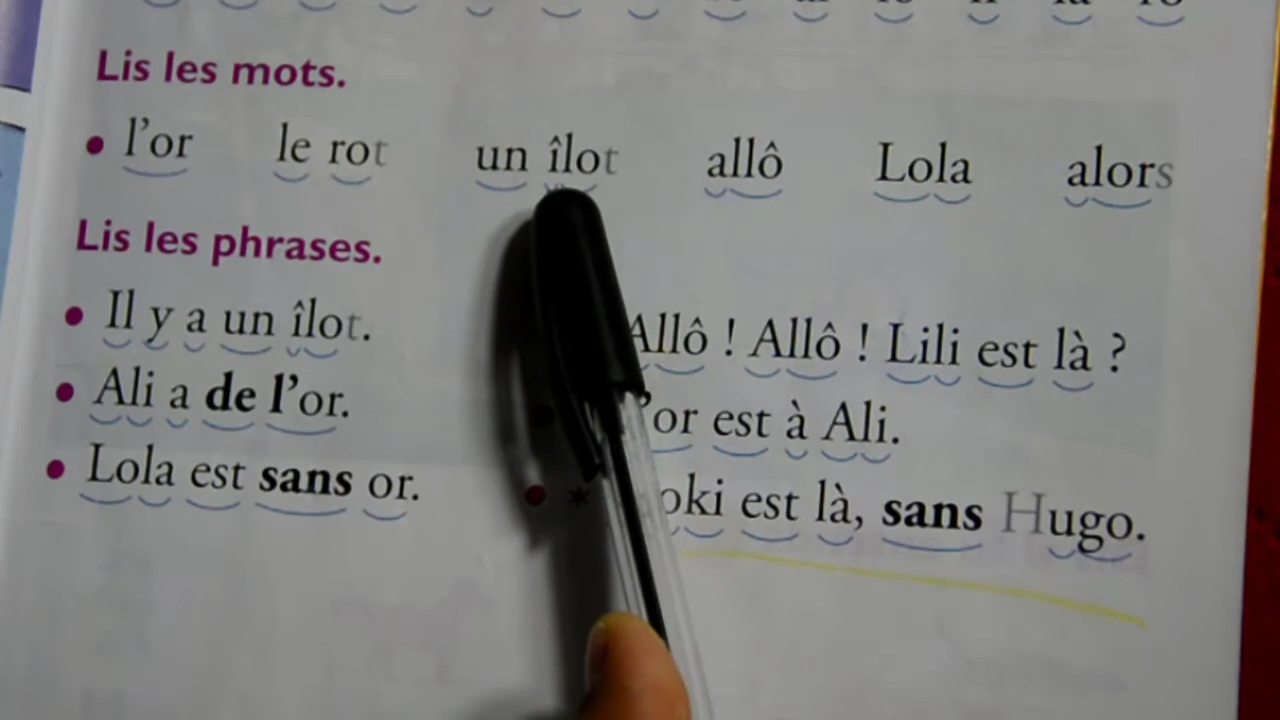 Lis les mots.
• l'or le rot un îlot allô Lola alors
Lis les phrases.
• Il y a un îlot. Allô ! Allô ! Lili est là ?
• Ali a de l'or. est à Ali.
• Lola est sans or. • * est là, sans Hugo.